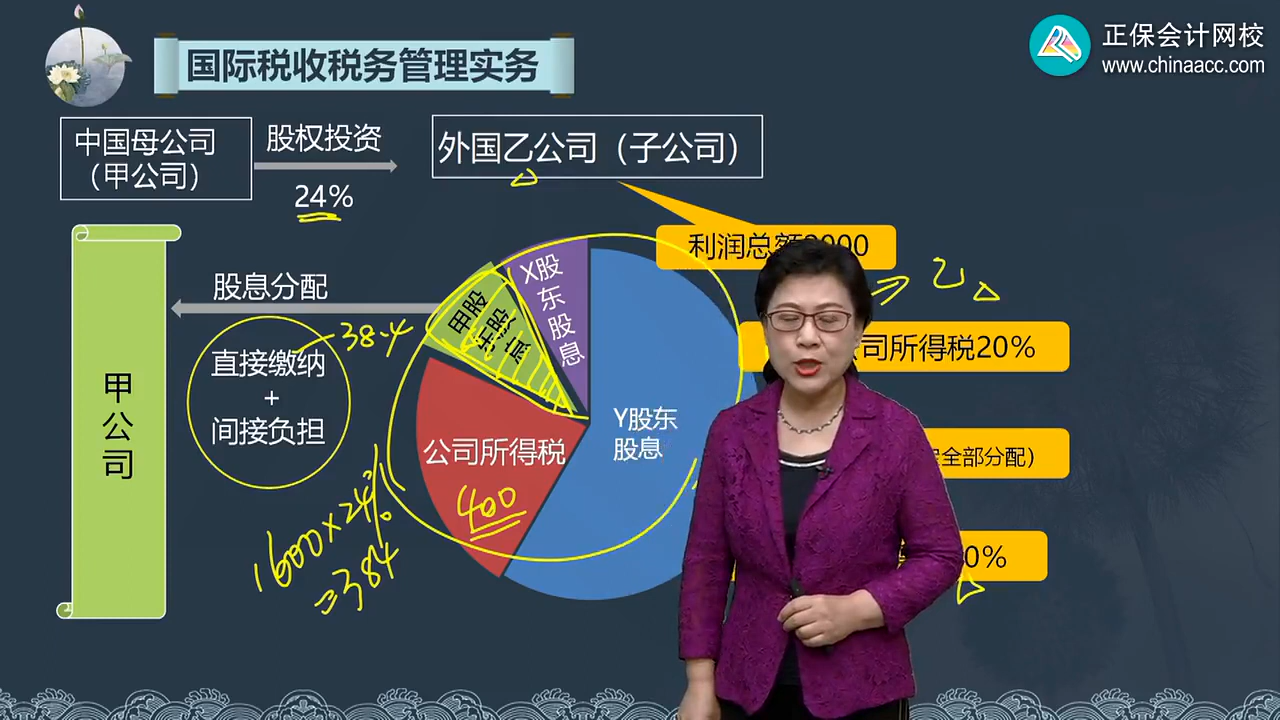 正保会计网校
www.chinaacc.com
国际税收税务管理实务
中国母公司
（甲公司）
股权投资
24%
外国乙公司（子公司）
利润总额
000
乙
司所得税20%
全部分配）
0%
股息分配
直接缴纳
+
间接负担
38.4
甲公司
甲股
东税
后
X股东股息
Y股东
股息
公司所得税
400
1600×24%
=384